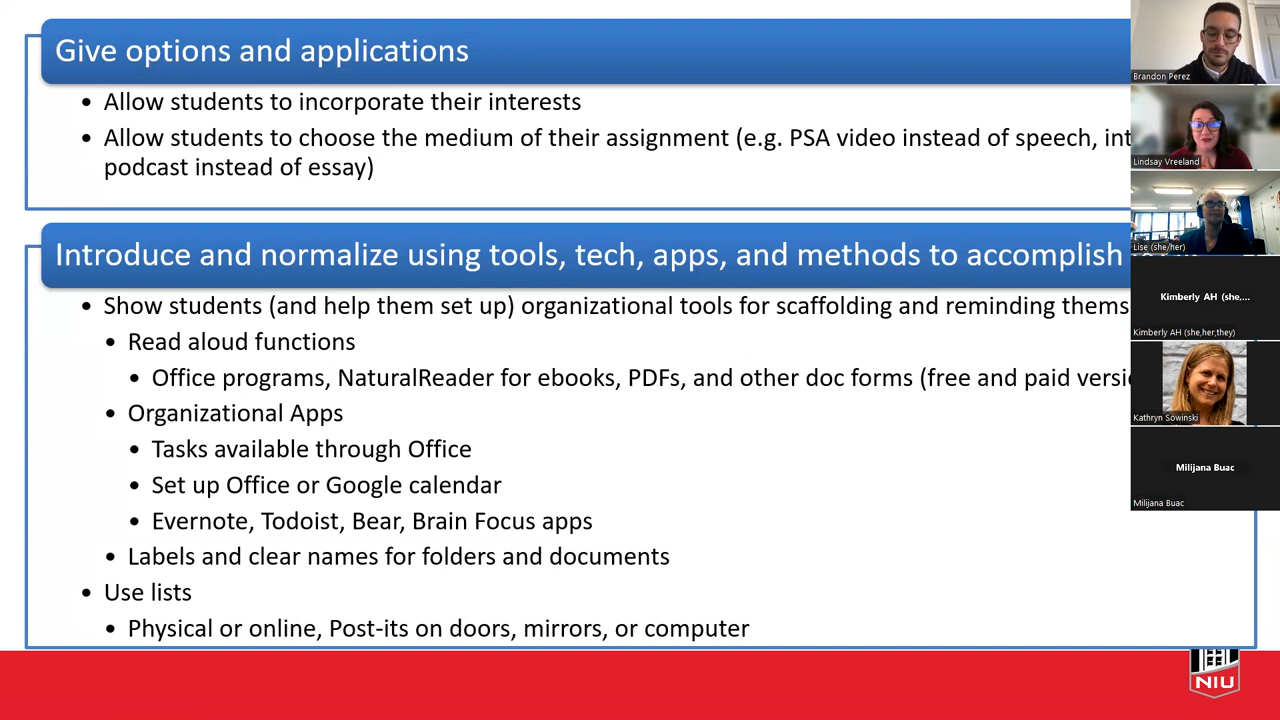 Give options and applications
• Allow students to incorporate their interests
• Allow students to choose the medium of their assignment (e.g. PSA video instead of speech, int
podcast instead of essay)
Introduce and normalize using tools, tech, apps, and methods to accomplish
• Show students (and help them set up) organizational tools for scaffolding and reminding thems
• Read aloud functions
• Office programs, NaturalReader for ebooks, PDFs, and other doc forms (free and paid versi
• Organizational Apps
• Tasks available through Office
• Set up Office or Google calendar
• Evernote, Todoist, Bear, Brain Focus apps
• Labels and clear names for folders and documents
• Use lists
• Physical or online, Post-its on doors, mirrors, or computer
Brandon Perez
Lindsay Vreeland
Lise (she/her)
Kimberly AH (she,...
Kimberly AH (she,her,they)
Kathryn Sowinski
Milijana Buac
Milijana Buac
NIU